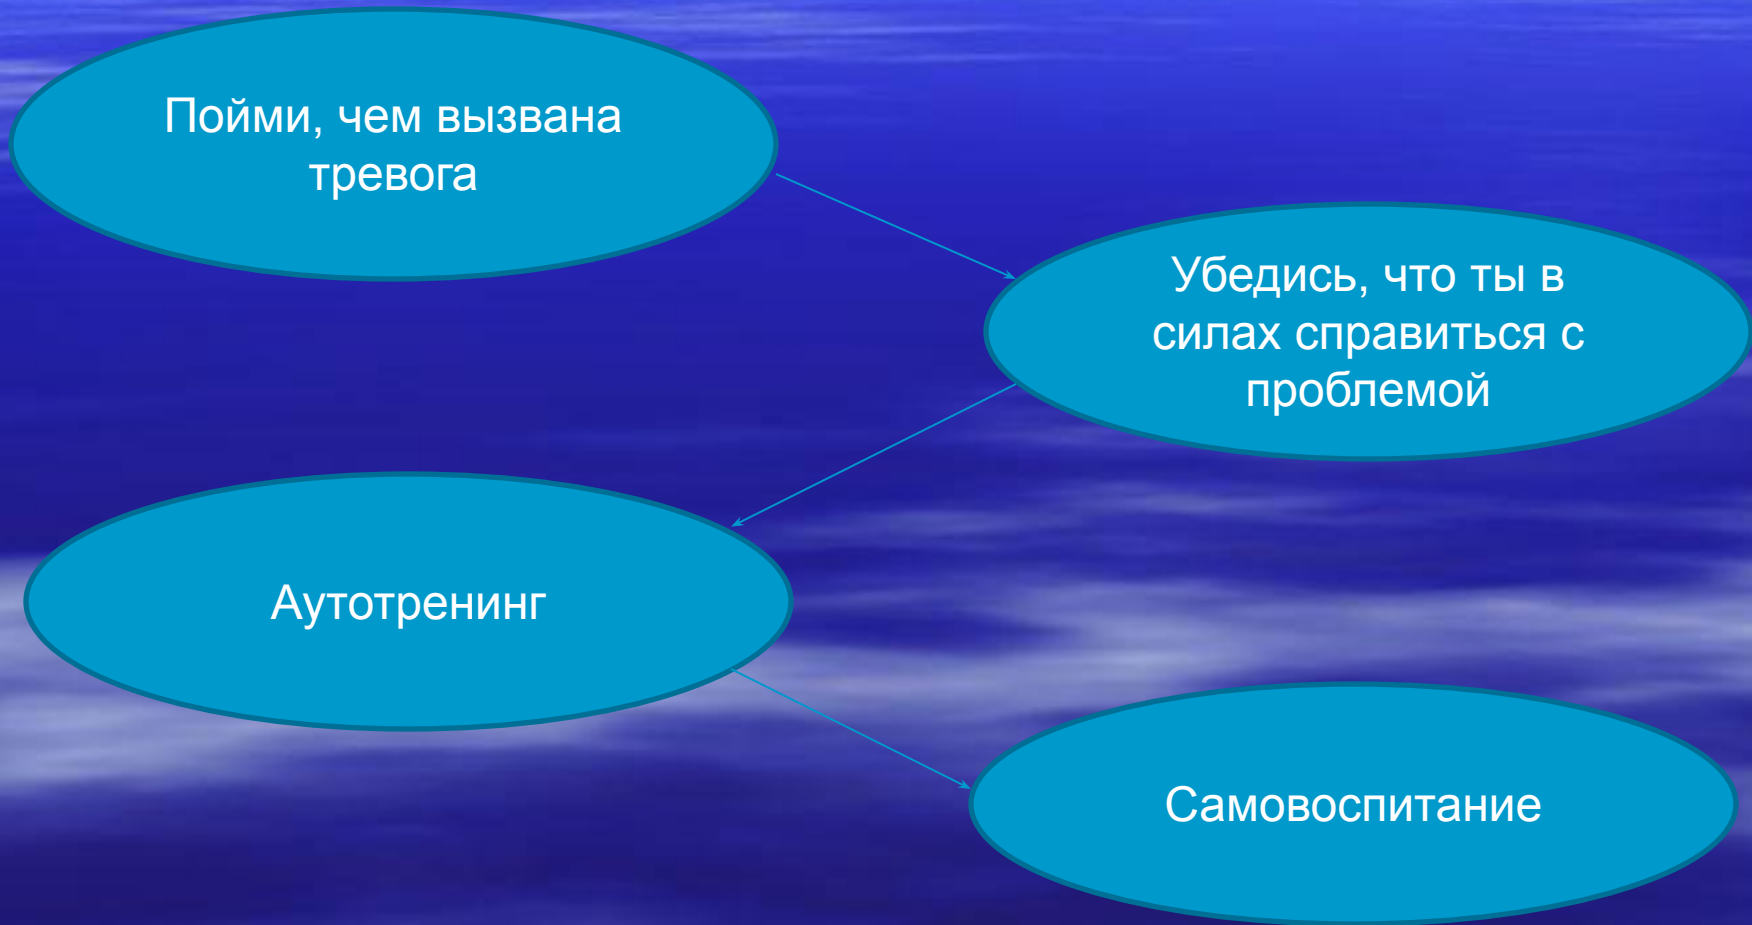 Пойми, чем вызвана
тревога
Убедись, что ты в
силах справиться с
проблемой
Аутотренинг
Самовоспитание